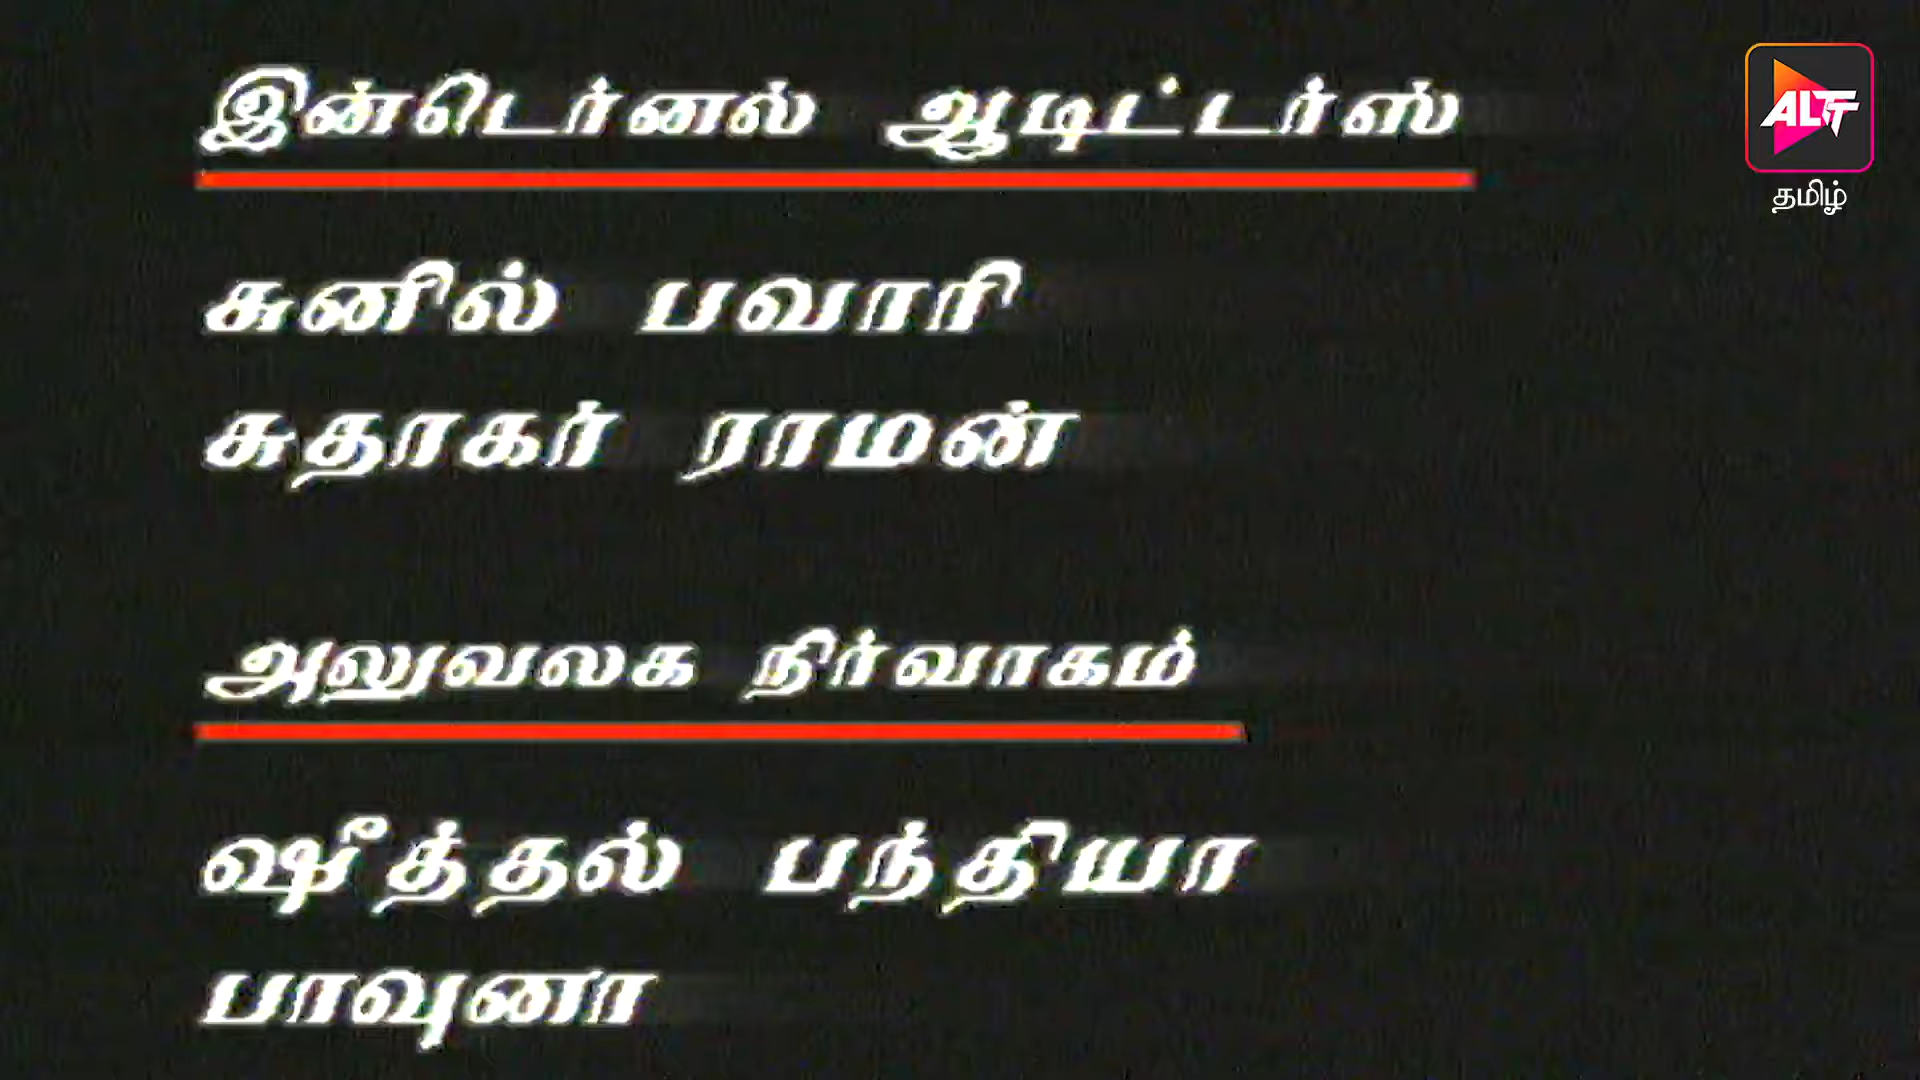 இன்டெர்னல் ஆடிட்டர்ஸ்
ALTT
தமிழ்
சுனில் பவாரி
சுதாகர் ராமன்
அலுவலக நிர்வாகம்
ஷீத்தல் பந்தியா
பாவுனா